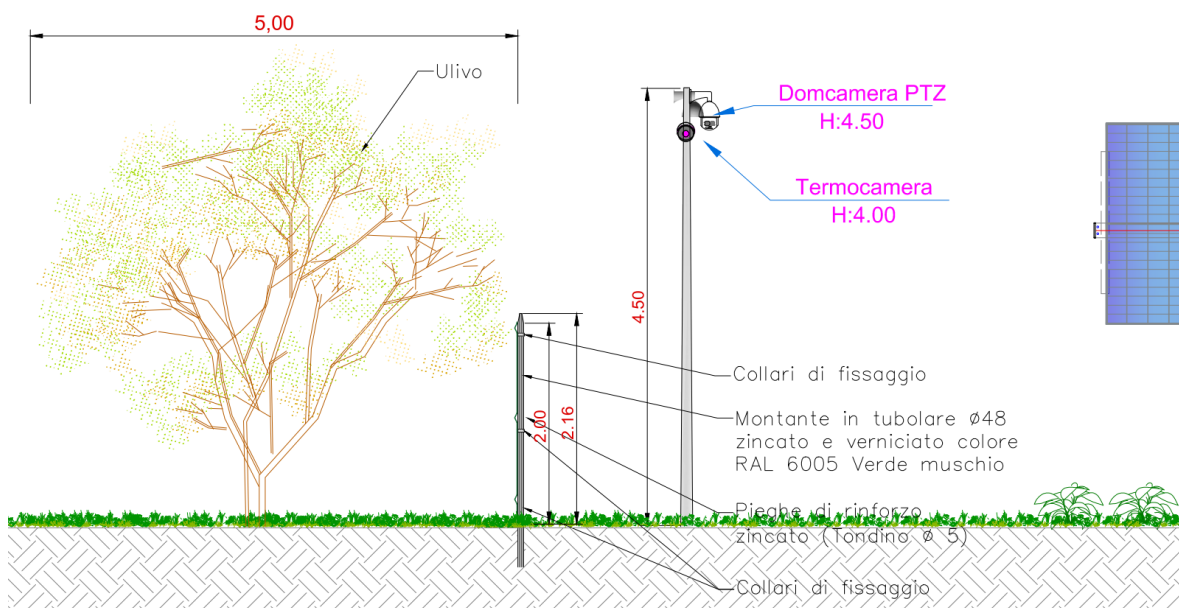 5,00
Ulivo
Domcamera PTZ
H:4.50
Termocamera
H:4.00
4.50
2.00
2.16
Collari di fissaggio
Montante in tubolare ø48
zincato e verniciato colore
RAL 6005 Verde muschio
Pieghe di rinforzo
zincato (Tondino ø 5)
Collari di fissaggio